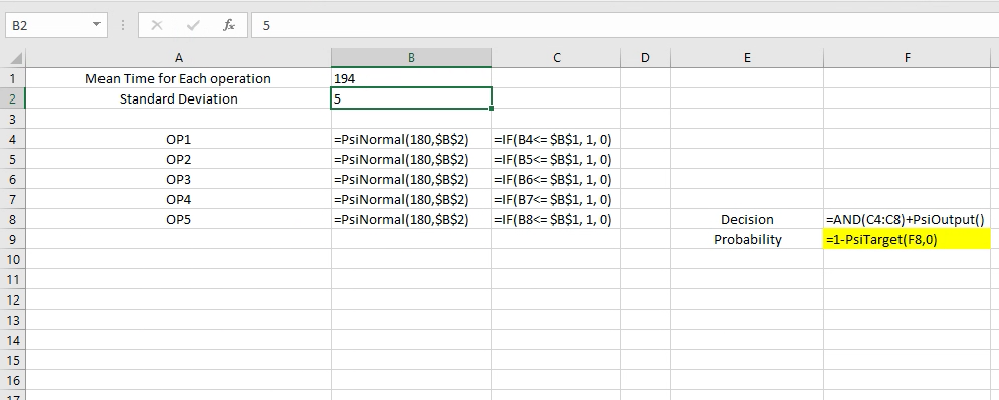 B2 fx 5
A B C D E F
1 Mean Time for Each operation 194
2 Standard Deviation 5
3
4 OP1 =PsiNormal(180,$B$2) =IF(B4<= $B$1, 1, 0)
5 OP2 =PsiNormal(180,$B$2) =IF(B5<= $B$1, 1, 0)
6 OP3 =PsiNormal(180,$B$2) =IF(B6<= $B$1, 1, 0)
7 OP4 =PsiNormal(180,$B$2) =IF(B7<= $B$1, 1, 0)
8 OP5 =PsiNormal(180,$B$2) =IF(B8<= $B$1, 1, 0) Decision =AND(C4:C8)+PsiOutput()
9 Probability =1-PsiTarget(F8,0)
10
11
12
13
14
15
16
17